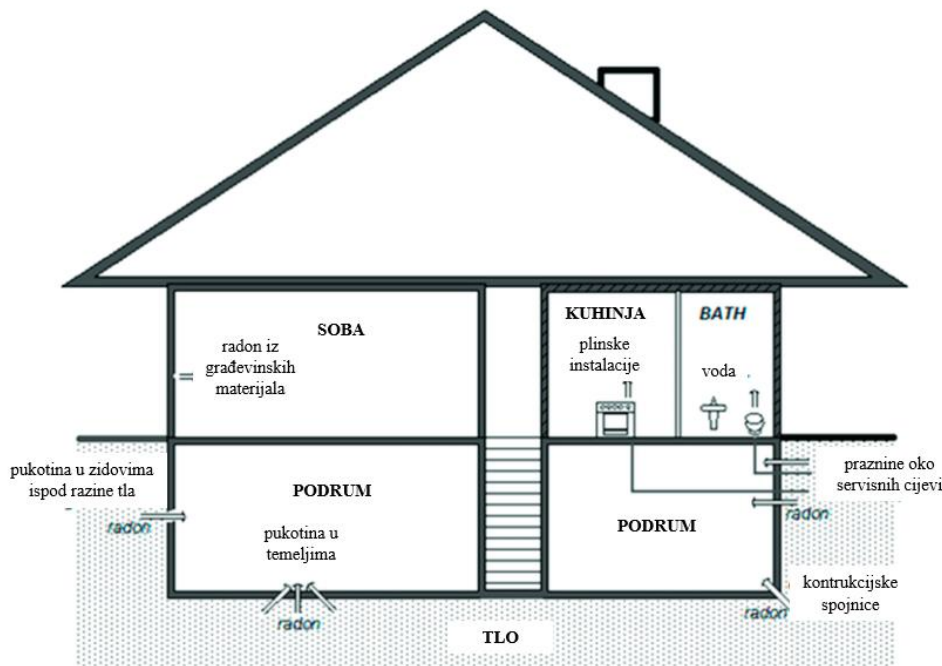 SOBA
radon iz
građevinskih
materijala
KUHINJA
plinske
instalacije
BATH
voda
pukotina u zidovima
ispod razine tla
radon
PODRUM
pukotina u
temeljima
radon
PODRUM
praznine oko
servisnih cijevi
radon
kontrukcijske
spojnice
radon
TLO